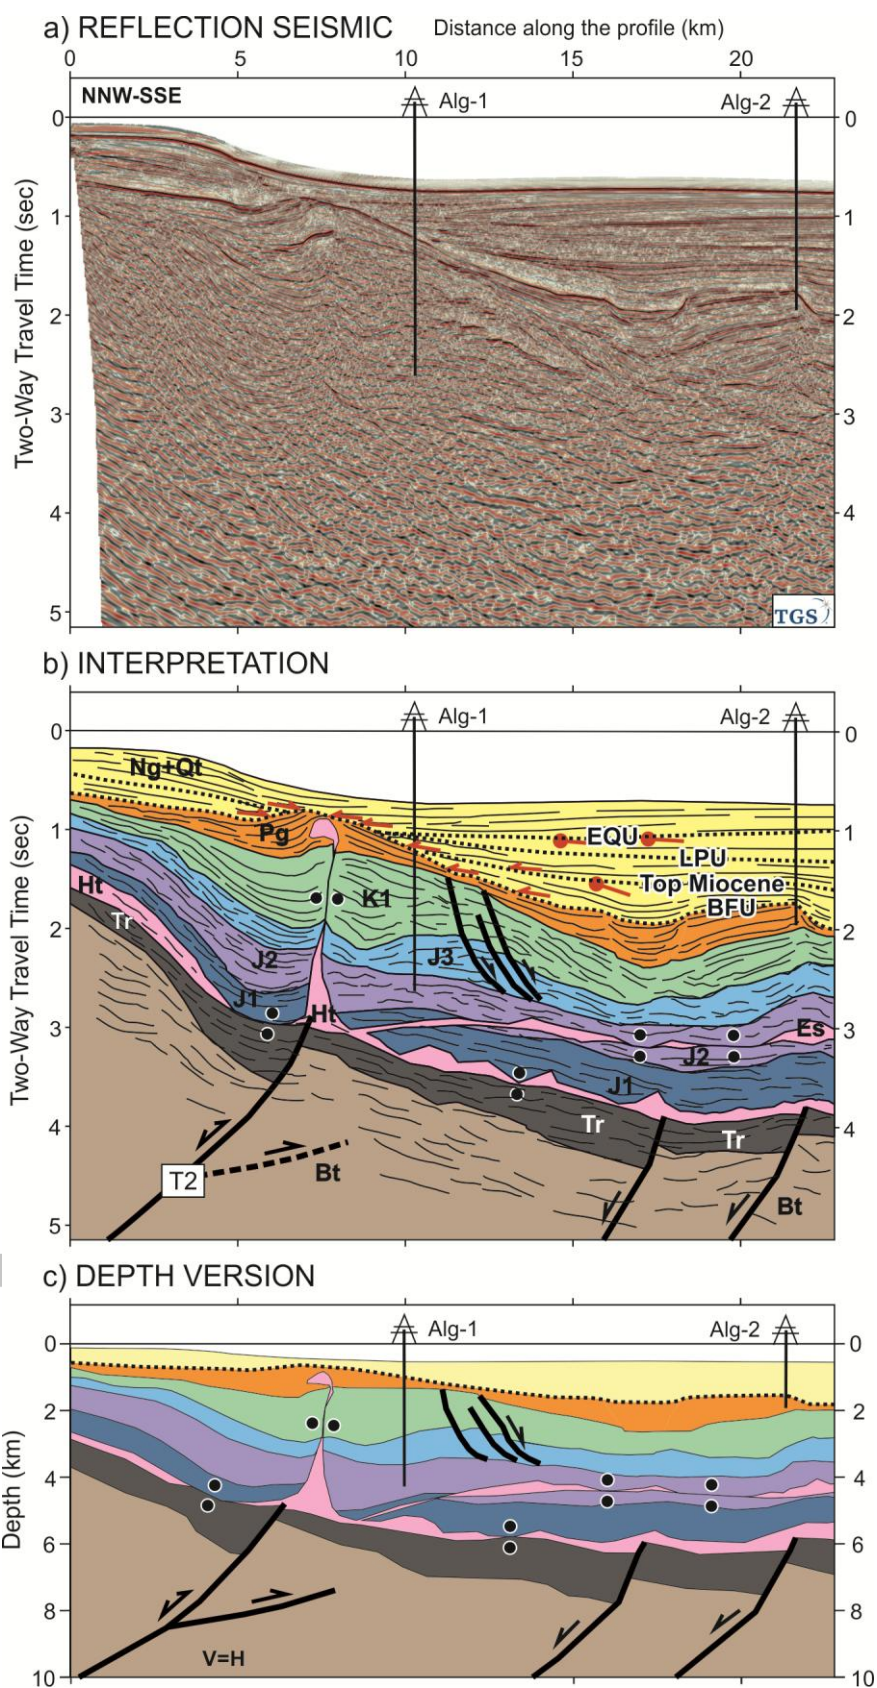 a) REFLECTION SEISMIC Distance along the profile (km)
0 5 10 15 20
NNW-SSE Alg-1 Alg-2
0 0
1 1
2 2
3 3
4 4
5
Two-Way Travel Time (sec)
TGS
b) INTERPRETATION
Alg-1 Alg-2
0 0
Ng+Qt
1 Pg EQU 1
LPU
Top Miocene
Ht K1 BFU
Tr
2 2
J2 J3
J1
Ht Es
3 3
J2
J1
Tr Tr
4 4
T2 Bt
Bt
5
Two-Way Travel Time (sec)
c) DEPTH VERSION
Alg-1 Alg-2
0 0
2 2
4 4
6 6
8 8
V=H
10 10
Depth (km)